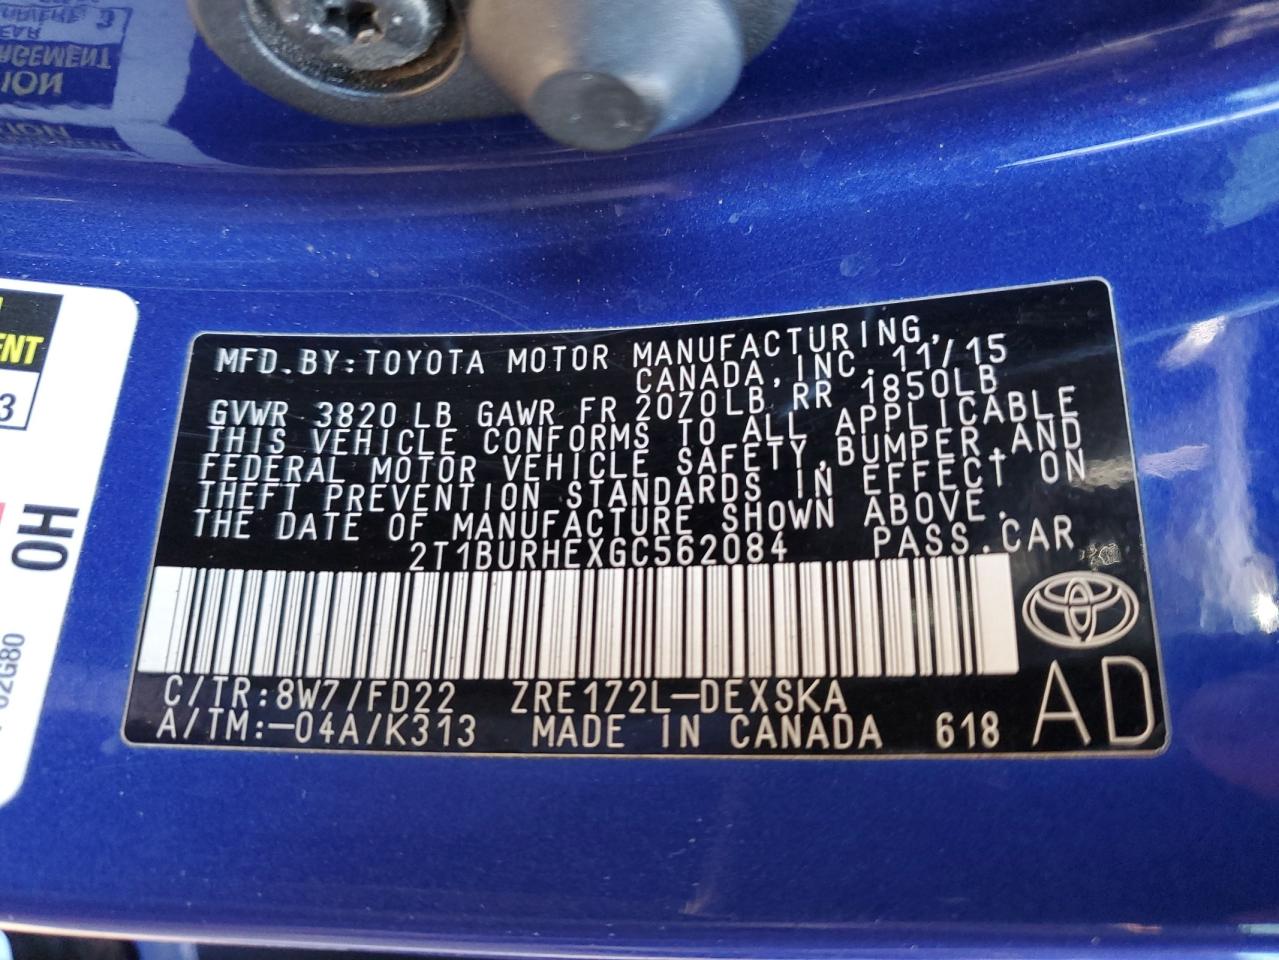 MFD.BY:TOYOTA MOTOR MANUFACTURING,
CANADA,INC. 11/15
GVWR 3820 LB GAWR FR 2070LB RR 1850LB
THIS VEHICLE CONFORMS TO ALL APPLICABLE
FEDERAL MOTOR VEHICLE SAFETY,BUMPER,AND
THEFT PREVENTION STANDARDS IN EFFECT ON
THE DATE OF MANUFACTURE SHOWN ABOVE.
2T1BURHEXGC562084 PASS.CAR
C/TR:8W7/FD22 ZRE172L-DEXSKA
A/TM:-04A/K313 MADE IN CANADA 618 AD
OH
02G80